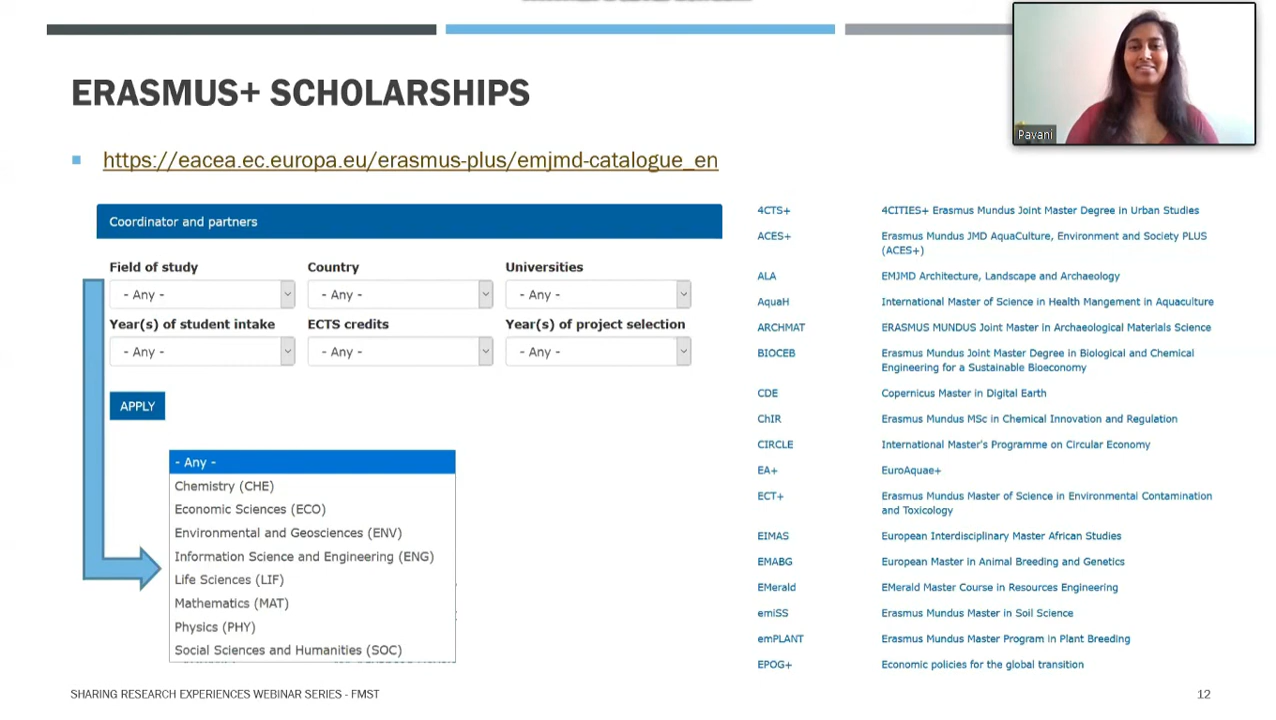 ERASMUS+ SCHOLARSHIPS
Pavani
https://eacea.ec.europa.eu/erasmus-plus/emjmd-catalogue_en
Coordinator and partners
Field of study Country Universities
- Any - - Any - - Any -
Year(s) of student intake ECTS credits Year(s) of project selection
- Any - - Any - - Any -
APPLY
- Any -
Chemistry (CHE)
Economic Sciences (ECO)
Environmental and Geosciences (ENV)
Information Science and Engineering (ENG)
Life Sciences (LIF)
Mathematics (MAT)
Physics (PHY)
Social Sciences and Humanities (SOC)
4CTS+ 4CITIES+ Erasmus Mundus Joint Master Degree in Urban Studies
ACES+ Erasmus Mundus JMD AquaCulture, Environment and Society PLUS
(ACES+)
ALA EMJMD Architecture, Landscape and Archaeology
AquaH International Master of Science in Health Mangement in Aquaculture
ARCHMAT ERASMUS MUNDUS Joint Master in Archaeological Materials Science
BIOCEB Erasmus Mundus Joint Master Degree in Biological and Chemical
Engineering for a Sustainable Bioeconomy
CDE Copernicus Master in Digital Earth
ChIR Erasmus Mundus MSc in Chemical Innovation and Regulation
CIRCLE International Master's Programme on Circular Economy
EA+ EuroAquae+
ECT+ Erasmus Mundus Master of Science in Environmental Contamination
and Toxicology
EIMAS European Interdisciplinary Master African Studies
EMABG European Master in Animal Breeding and Genetics
EMerald EMerald Master Course in Resources Engineering
emiSS Erasmus Mundus Master in Soil Science
emPLANT Erasmus Mundus Master Program in Plant Breeding
EPOG+ Economic policies for the global transition
SHARING RESEARCH EXPERIENCES WEBINAR SERIES - FMST
12